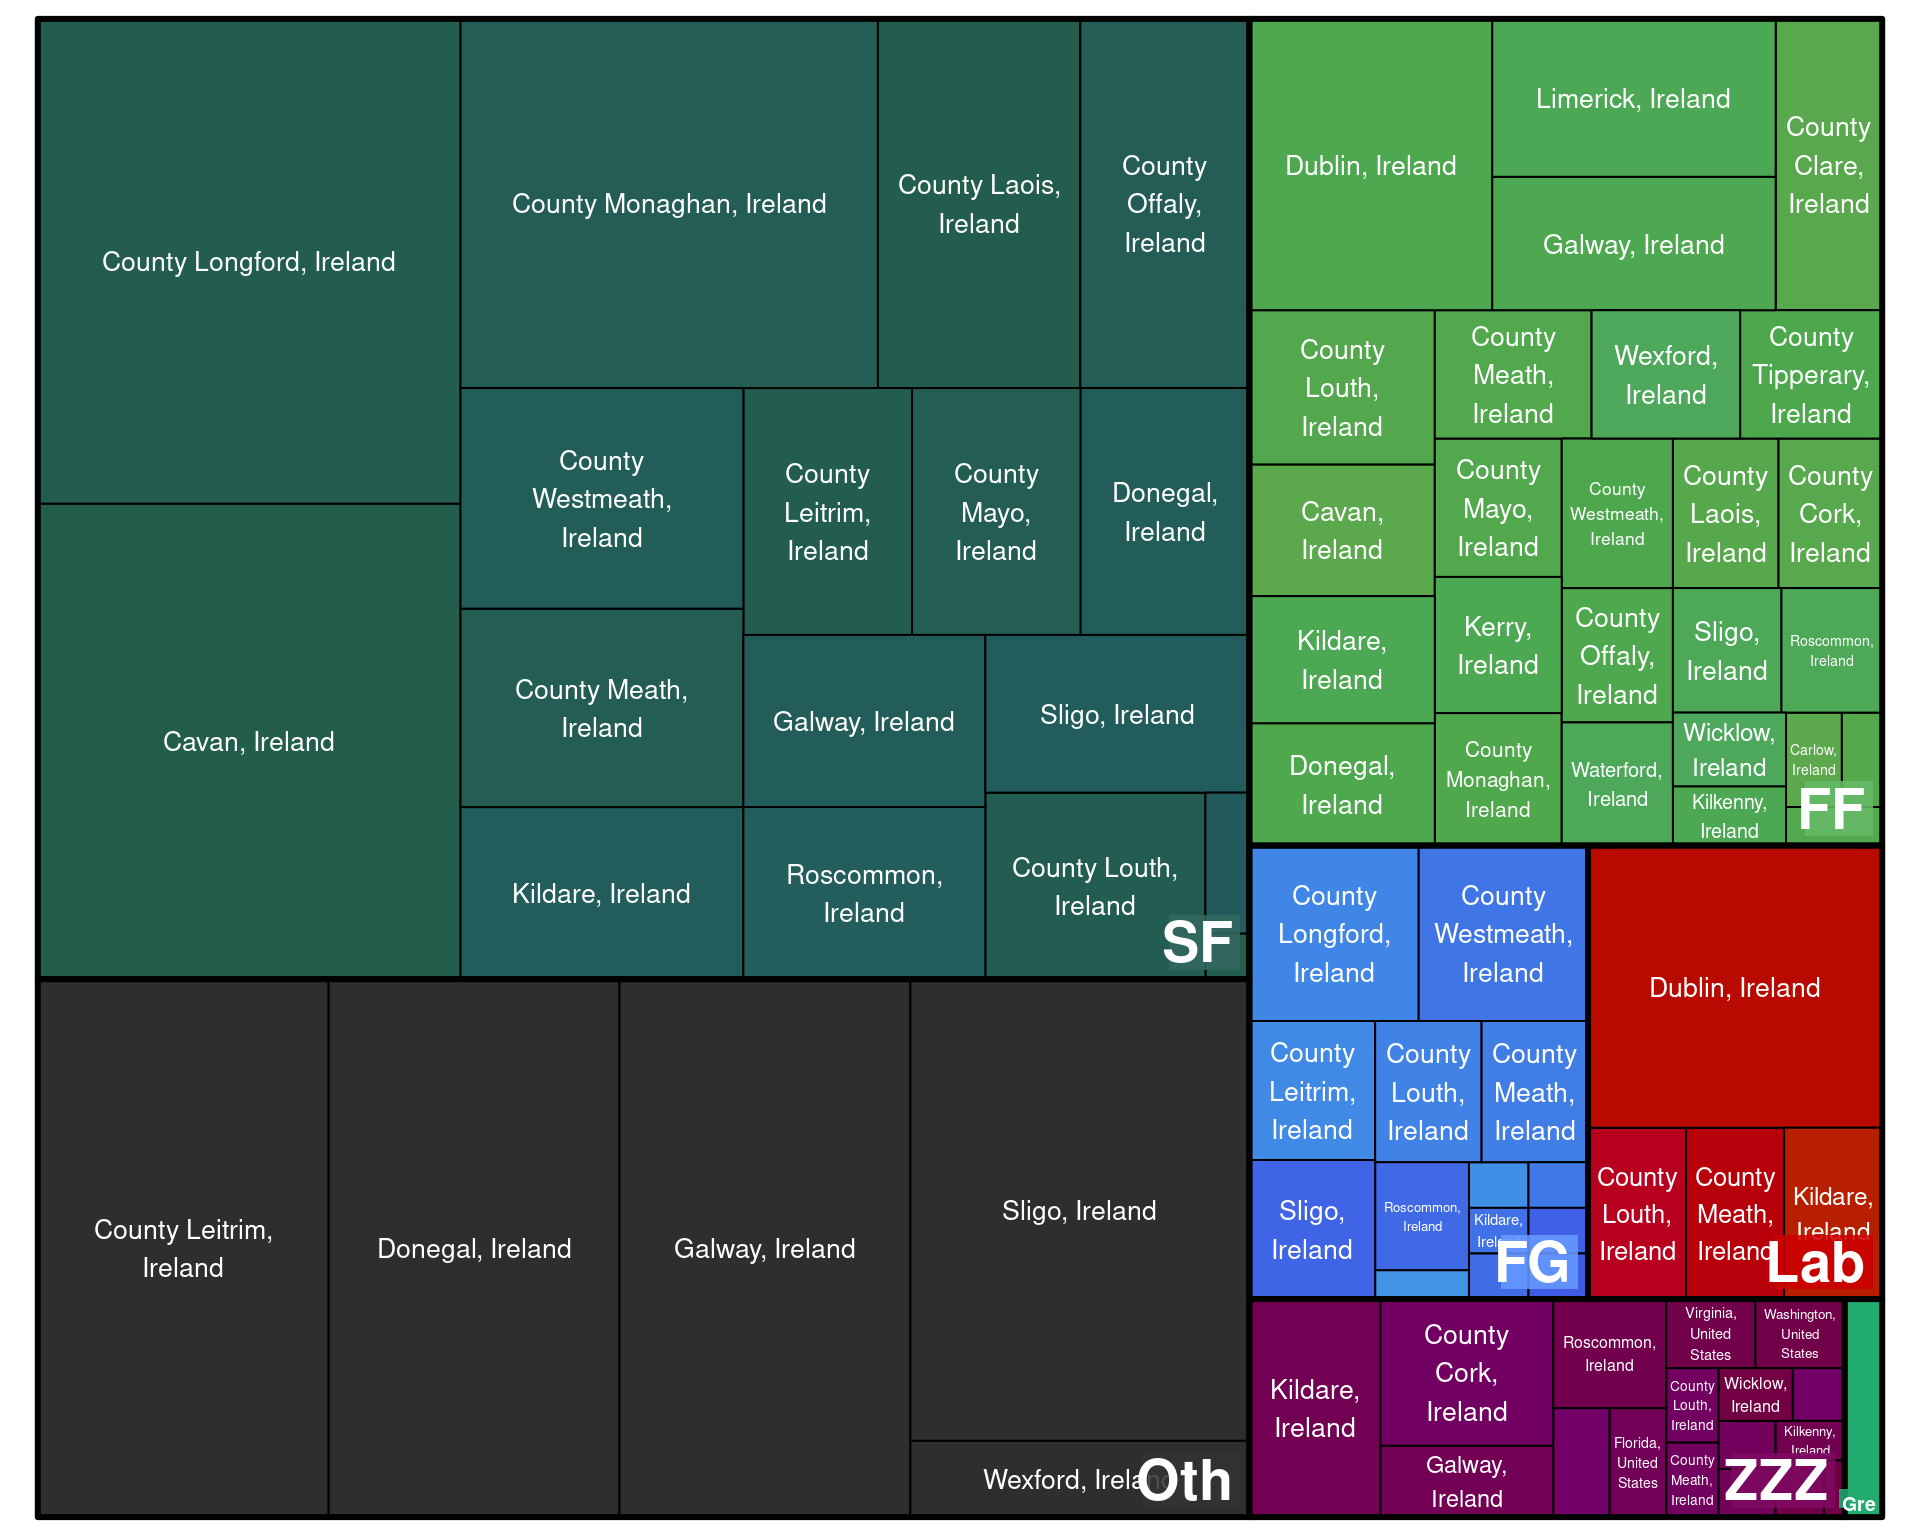 County Longford, Ireland
Cavan, Ireland
County Monaghan, Ireland
County Laois,
Ireland
County
Offaly,
Ireland
County
Westmeath,
Ireland
County
Leitrim,
Ireland
County
Mayo,
Ireland
Donegal,
Ireland
County Meath,
Ireland
Galway, Ireland
Sligo, Ireland
Kildare, Ireland
Roscommon,
Ireland
County Louth,
Ireland
SF
County Leitrim,
Ireland
Donegal, Ireland
Galway, Ireland
Sligo, Ireland
Wexford, Ireland
Oth
Dublin, Ireland
Limerick, Ireland
Galway, Ireland
County
Clare,
Ireland
County
Louth,
Ireland
County
Meath,
Ireland
Wexford,
Ireland
County
Tipperary,
Ireland
Cavan,
Ireland
County
Mayo,
Ireland
County
Westmeath,
Ireland
County
Laois,
Ireland
County
Cork,
Ireland
Kildare,
Ireland
Kerry,
Ireland
County
Offaly,
Ireland
Sligo,
Ireland
Roscommon,
Ireland
Donegal,
Ireland
County
Monaghan,
Ireland
Waterford,
Ireland
Wicklow,
Ireland
Kilkenny,
Ireland
Carlow,
Ireland
FF
County
Longford,
Ireland
County
Westmeath,
Ireland
County
Leitrim,
Ireland
County
Louth,
Ireland
County
Meath,
Ireland
Sligo,
Ireland
Roscommon,
Ireland
Kildare,
Ireland
FG
Dublin, Ireland
County
Louth,
Ireland
County
Meath,
Ireland
Kildare,
Ireland
Lab
Kildare,
Ireland
County
Cork,
Ireland
Galway,
Ireland
Roscommon,
Ireland
Florida,
United
States
Virginia,
United
States
Washington,
United
States
County
Louth,
Ireland
Wicklow,
Ireland
County
Meath,
Ireland
Kilkenny,
Ireland
ZZZ
Gre